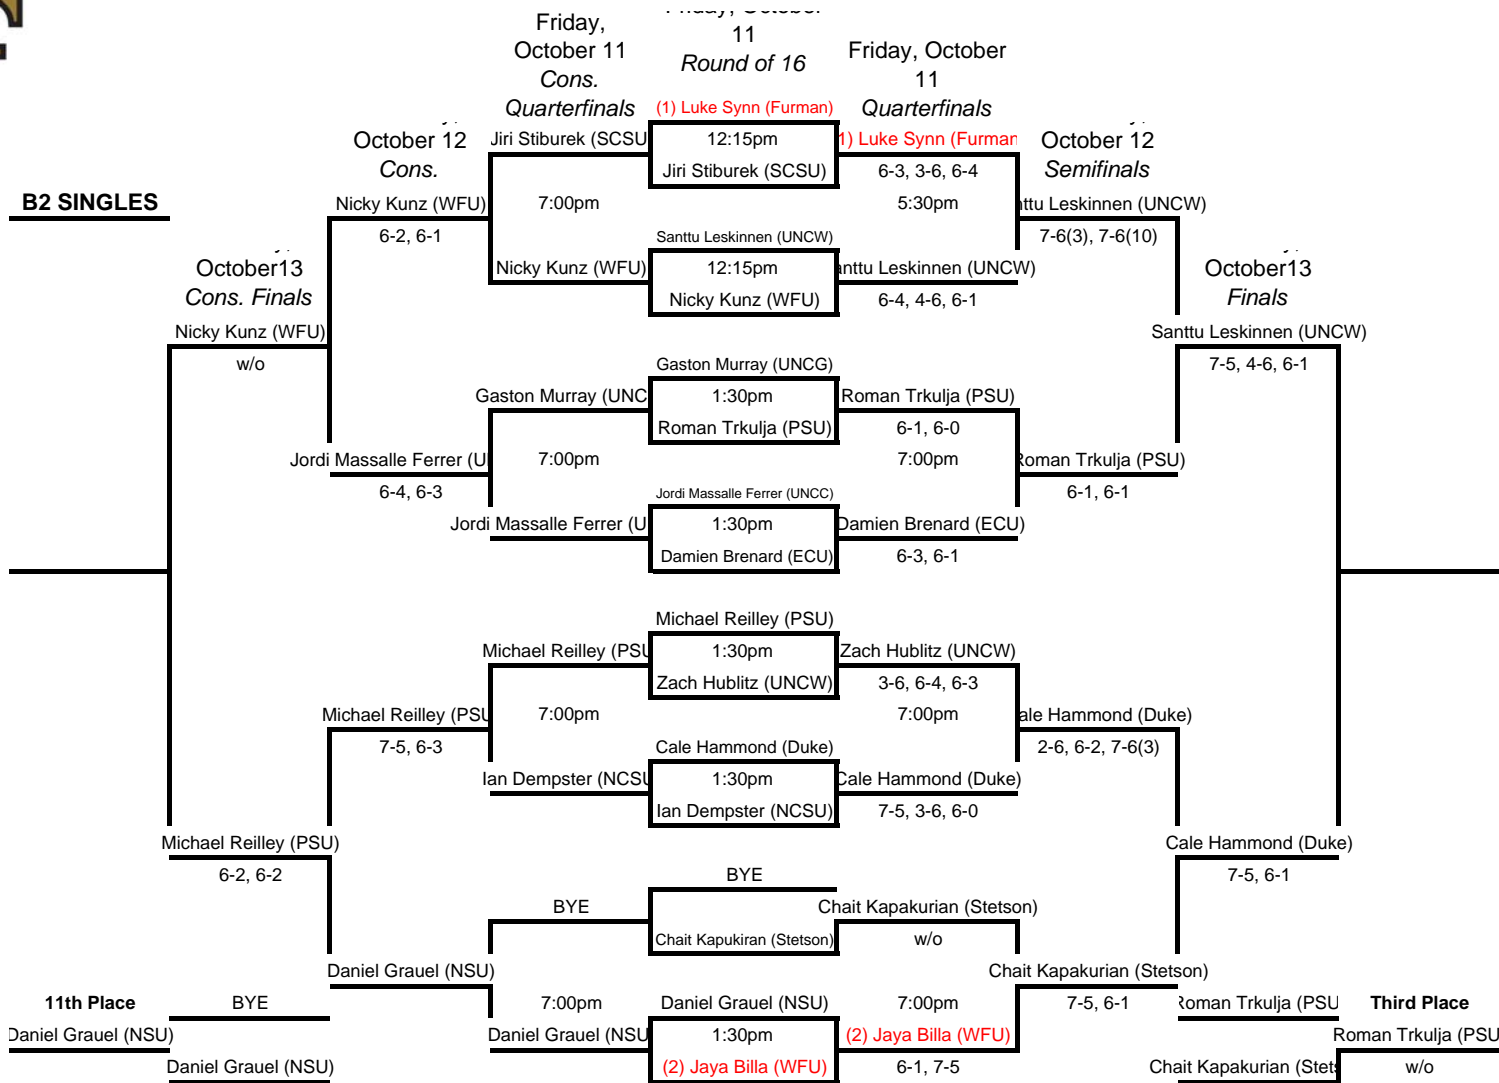 Friday,
October 11
Cons.
Quarterfinals
Friday, October
11
Round of 16
Friday, October
11
Quarterfinals
(1) Luke Synn (Furman)
October 12
Cons.
Jiri Stiburek (SCSU
12:15pm
1) Luke Synn (Furman
October 12
Semifinals
Jiri Stiburek (SCSU)
6-3, 3-6, 6-4
B2 SINGLES
Nicky Kunz (WFU)
7:00pm
5:30pm
ttu Leskinnen (UNCW)
6-2, 6-1
Santtu Leskinnen (UNCW)
7-6(3), 7-6(10)
October13
Cons. Finals
Nicky Kunz (WFU)
12:15pm
anttu Leskinnen (UNCW)
October13
Finals
Nicky Kunz (WFU)
6-4, 4-6, 6-1
Nicky Kunz (WFU)
Santtu Leskinnen (UNCW)
w/o
Gaston Murray (UNCG)
7-5, 4-6, 6-1
Gaston Murray (UNC
1:30pm
Roman Trkulja (PSU)
Roman Trkulja (PSU)
6-1, 6-0
Jordi Massalle Ferrer (U
7:00pm
7:00pm
Roman Trkulja (PSU)
6-4, 6-3
Jordi Massalle Ferrer (UNCC)
6-1, 6-1
Jordi Massalle Ferrer (U
1:30pm
Damien Brenard (ECU)
Damien Brenard (ECU)
6-3, 6-1
Michael Reilley (PSU)
Michael Reilley (PSU
1:30pm
Zach Hublitz (UNCW)
Zach Hublitz (UNCW)
3-6, 6-4, 6-3
Michael Reilley (PSU
7:00pm
7:00pm
ale Hammond (Duke)
7-5, 6-3
Cale Hammond (Duke)
2-6, 6-2, 7-6(3)
Ian Dempster (NCSU
1:30pm
Cale Hammond (Duke)
Ian Dempster (NCSU)
7-5, 3-6, 6-0
Michael Reilley (PSU)
Cale Hammond (Duke)
6-2, 6-2
BYE
7-5, 6-1
BYE
Chait Kapakurian (Stetson)
Chait Kapukiran (Stetson)
w/o
Daniel Grauel (NSU)
Chait Kapakurian (Stetson)
11th Place
BYE
7:00pm
Daniel Grauel (NSU)
7:00pm
7-5, 6-1
Roman Trkulja (PSU
Third Place
Daniel Grauel (NSU)
Daniel Grauel (NSU
1:30pm
(2) Jaya Billa (WFU)
Roman Trkulja (PSU
Daniel Grauel (NSU)
(2) Jaya Billa (WFU)
6-1, 7-5
Chait Kapakurian (Stets
w/o